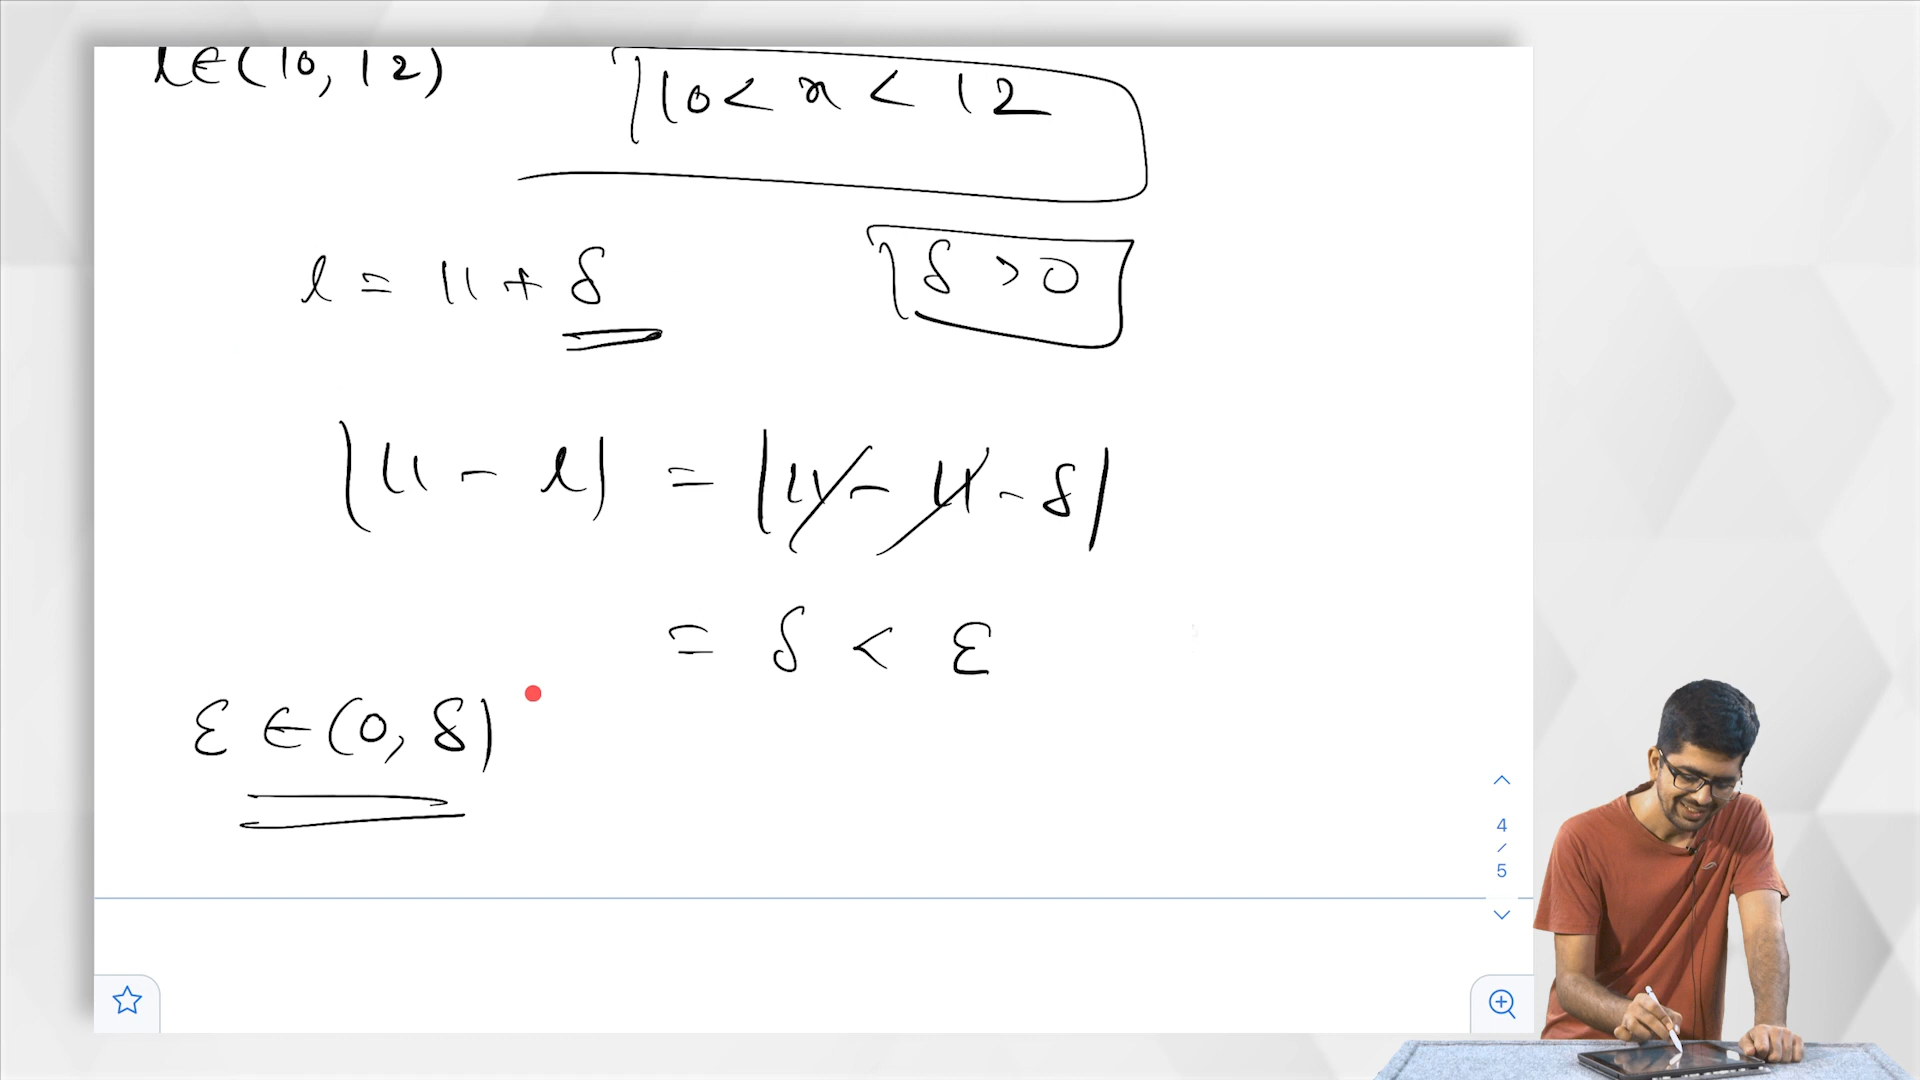 l ∈ (10, 12)
10 < x < 12
l = 11 + δ
δ > 0
|11 - l| = |11 - 11 - δ|
= δ < ε
ε ∈ (0, δ)
4
/
5